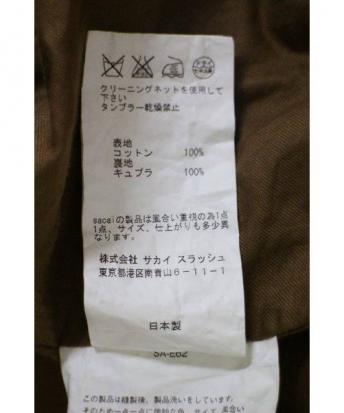 クリーニングネットを使用して
下さい
タンブラー乾燥禁止
表地
コットン 100%
裏地
キュプラ 100%
sacaiの製品は風合い重視の為1点
1点、サイズ、仕上がりも多少異
なります。
株式会社 サカイ スラッシュ
東京都港区南青山6-11-1
日本製
SA-E62
この製品は縫製後、製品洗いをしています。